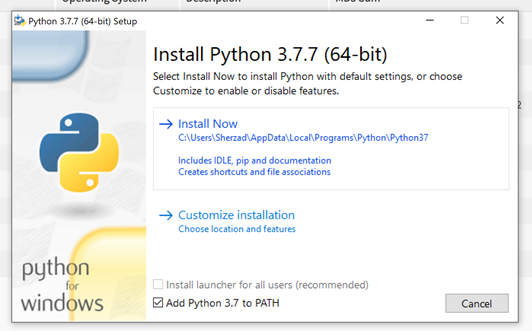 Operating System Description MD5 Sum
Python 3.7.7 (64-bit) Setup
Install Python 3.7.7 (64-bit)
Select Install Now to install Python with default settings, or choose
Customize to enable or disable features.
Install Now
C:\Users\Sherzad\AppData\Local\Programs\Python\Python37
Includes IDLE, pip and documentation
Creates shortcuts and file associations
Customize installation
Choose location and features
python
for
windows
Install launcher for all users (recommended)
Add Python 3.7 to PATH
Cancel
2